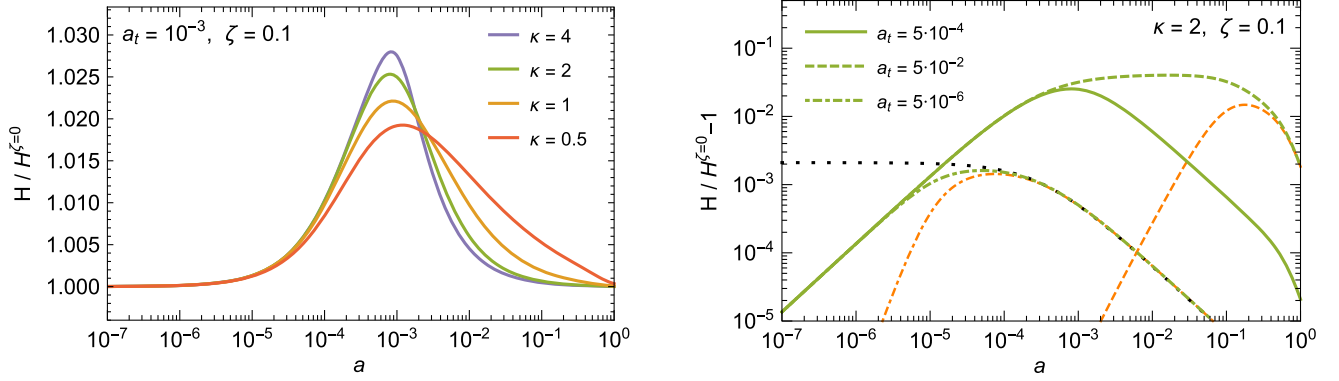 a_t = 10⁻³, ζ = 0.1
κ = 4
κ = 2
κ = 1
κ = 0.5
1.030
1.025
1.020
1.015
1.010
1.005
1.000
H / H^ζ=0
10⁻⁷ 10⁻⁶ 10⁻⁵ 10⁻⁴ 10⁻³ 10⁻² 10⁻¹ 10⁰
a
κ = 2, ζ = 0.1
a_t = 5·10⁻⁴
a_t = 5·10⁻²
a_t = 5·10⁻⁶
10⁻¹
10⁻²
10⁻³
10⁻⁴
10⁻⁵
H / H^ζ=0−1
10⁻⁷ 10⁻⁶ 10⁻⁵ 10⁻⁴ 10⁻³ 10⁻² 10⁻¹ 10⁰
a